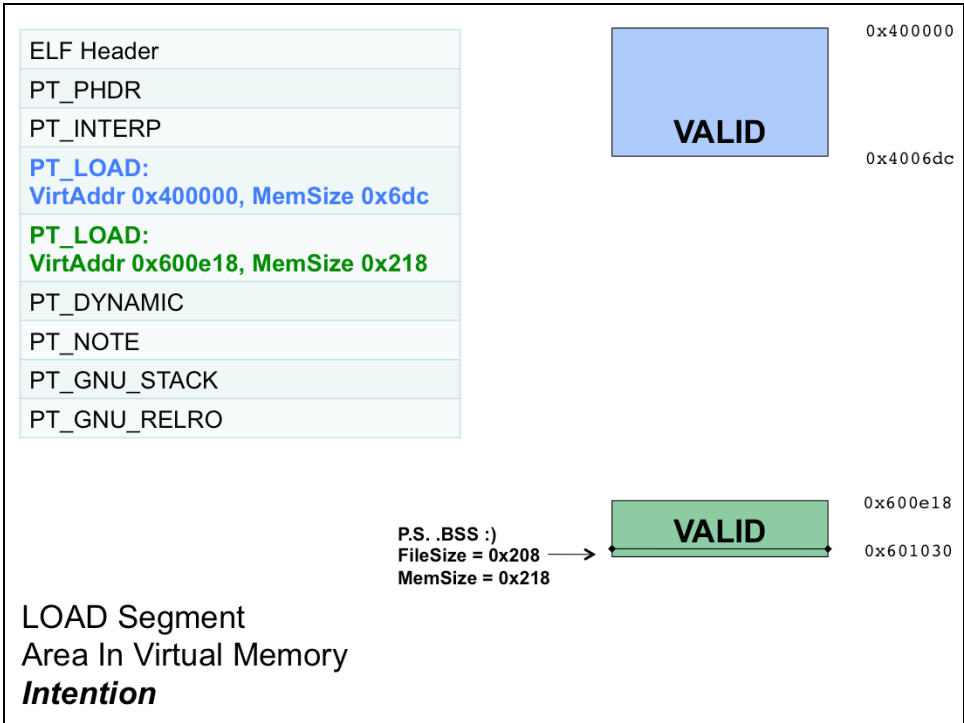 ELF Header
PT_PHDR
PT_INTERP
PT_LOAD:
VirtAddr 0x400000, MemSize 0x6dc
PT_LOAD:
VirtAddr 0x600e18, MemSize 0x218
PT_DYNAMIC
PT_NOTE
PT_GNU_STACK
PT_GNU_RELRO
0x400000
VALID
0x4006dc
0x600e18
VALID
0x601030
P.S. .BSS :)
FileSize = 0x208
MemSize = 0x218
LOAD Segment
Area In Virtual Memory
Intention